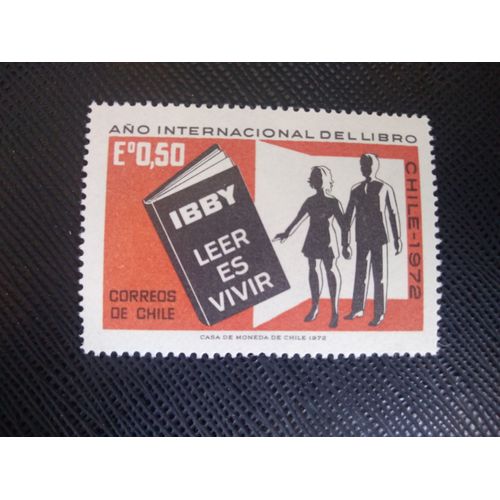 AÑO INTERNACIONAL DEL LIBRO
Eº0,50
CHILE-1972
IBBY
LEER
ES
VIVIR
CORREOS
DE CHILE
CASA DE MONEDA DE CHILE 1972